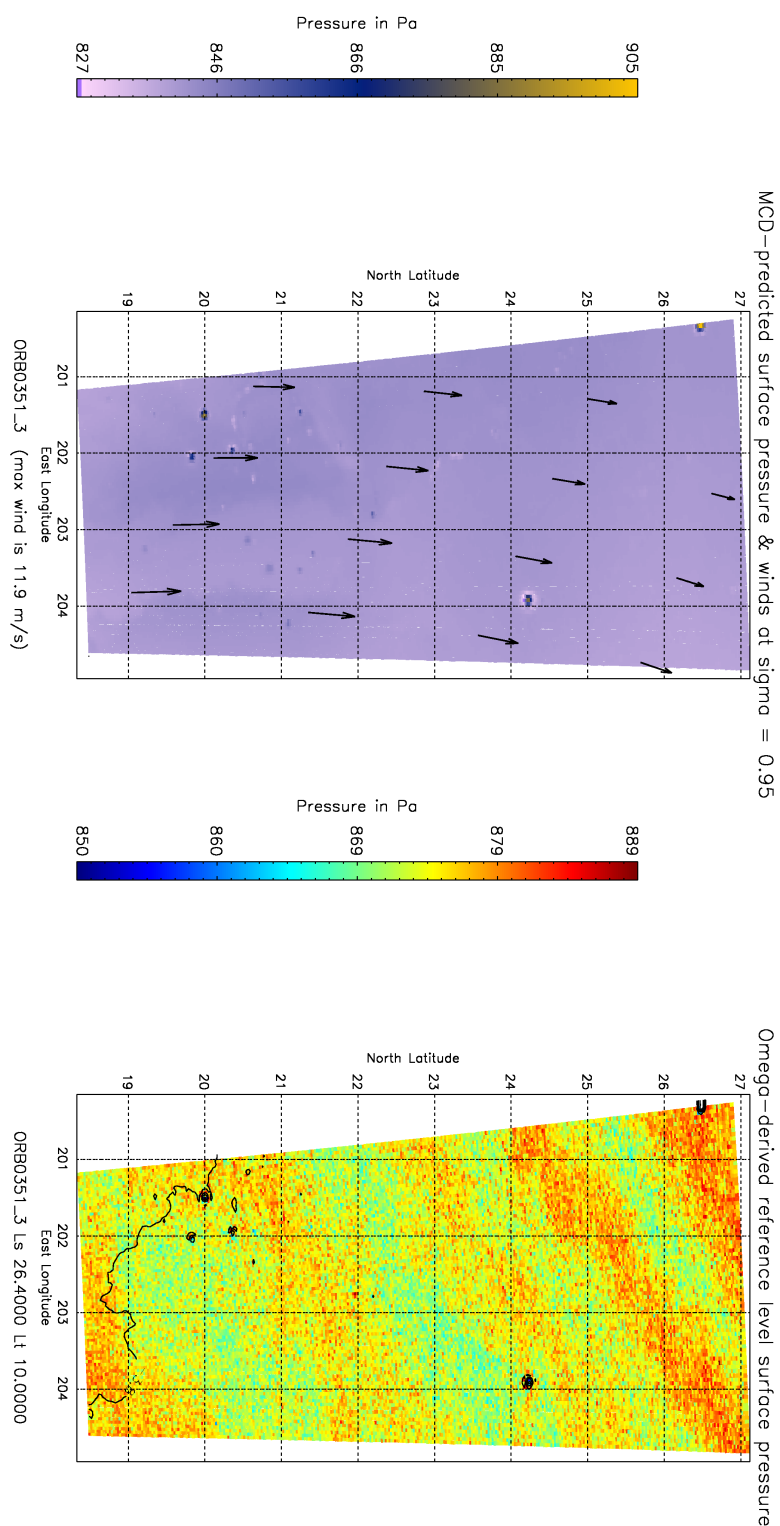 MCD-predicted surface pressure & winds at sigma = 0.95
Pressure in Pa
827 846 866 885 905
North Latitude
19 20 21 22 23 24 25 26 27
201 202 203 204
East Longitude
ORB0351_3 (max wind is 11.9 m/s)
Omega-derived reference level surface pressure
Pressure in Pa
850 860 869 879 889
North Latitude
19 20 21 22 23 24 25 26 27
201 202 203 204
East Longitude
ORB0351_3 Ls 26.4000 Lt 10.0000